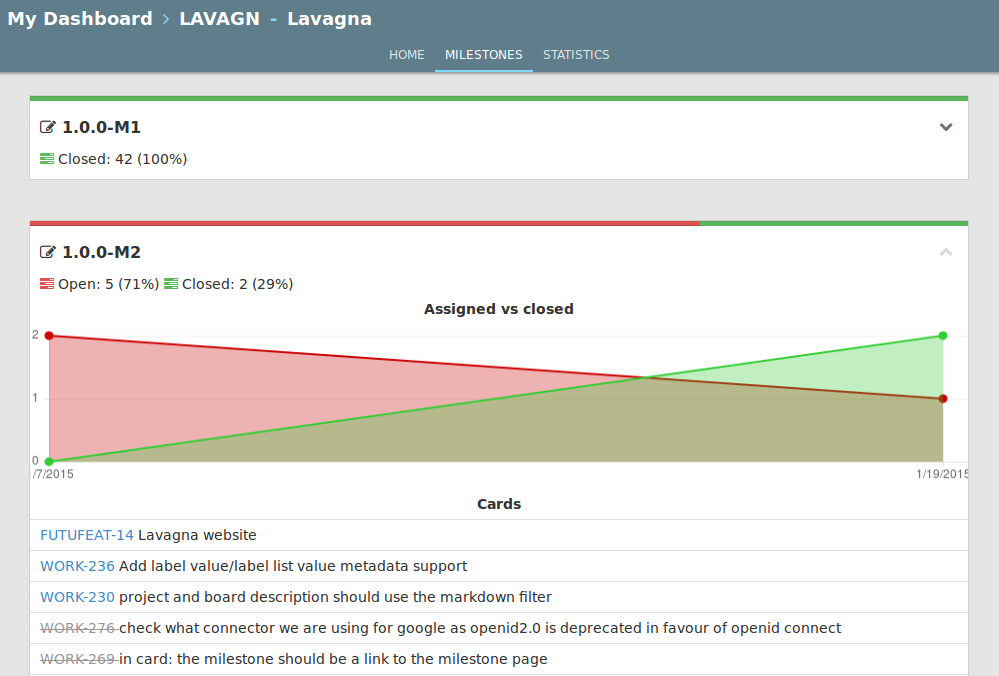 My Dashboard > LAVAGN - Lavagna
HOME MILESTONES STATISTICS
1.0.0-M1
Closed: 42 (100%)
1.0.0-M2
Open: 5 (71%) Closed: 2 (29%)
Assigned vs closed
2
1
0
/7/2015 1/19/2015
Cards
FUTUFEAT-14 Lavagna website
WORK-236 Add label value/label list value metadata support
WORK-230 project and board description should use the markdown filter
WORK-276 check what connector we are using for google as openid2.0 is deprecated in favour of openid connect
WORK-269 in card: the milestone should be a link to the milestone page